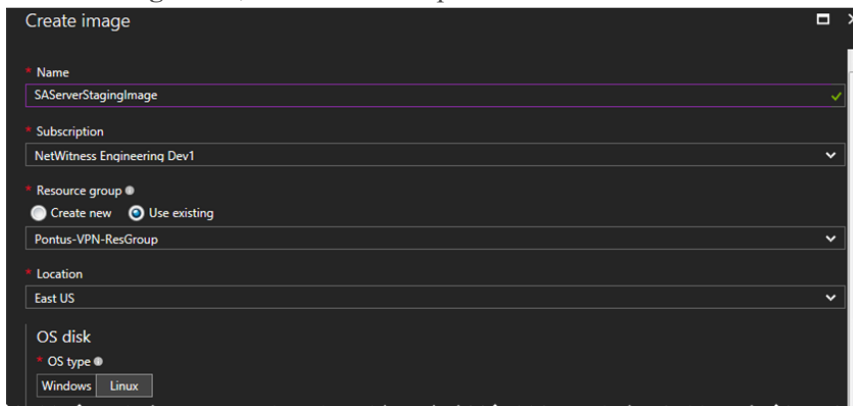 Create image
* Name
SAServerStagingImage
* Subscription
NetWitness Engineering Dev1
* Resource group
Create new Use existing
Pontus-VPN-ResGroup
* Location
East US
OS disk
* OS type
Windows Linux